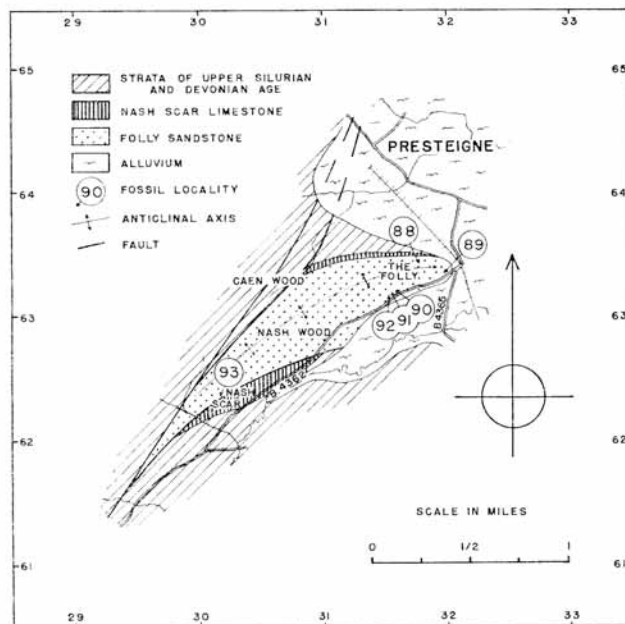 29 30 31 32 33
65 65
STRATA OF UPPER SILURIAN
AND DEVONIAN AGE
NASH SCAR LIMESTONE
FOLLY SANDSTONE
ALLUVIUM
90 FOSSIL LOCALITY
ANTICLINAL AXIS
FAULT
PRESTEIGNE
64 64
88
89
THE
FOLLY
CAEN WOOD
63 63
NASH WOOD
90
91
92
B 4355
93
B 4362
NASH
SCAR
62 62
SCALE IN MILES
0 1/2 1
61 61
29 30 31 32 33